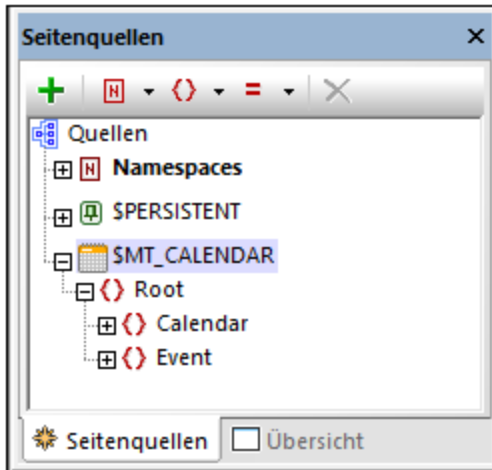 Seitenquellen
Quellen
Namespaces
$PERSISTENT
$MT_CALENDAR
Root
Calendar
Event
Seitenquellen Übersicht